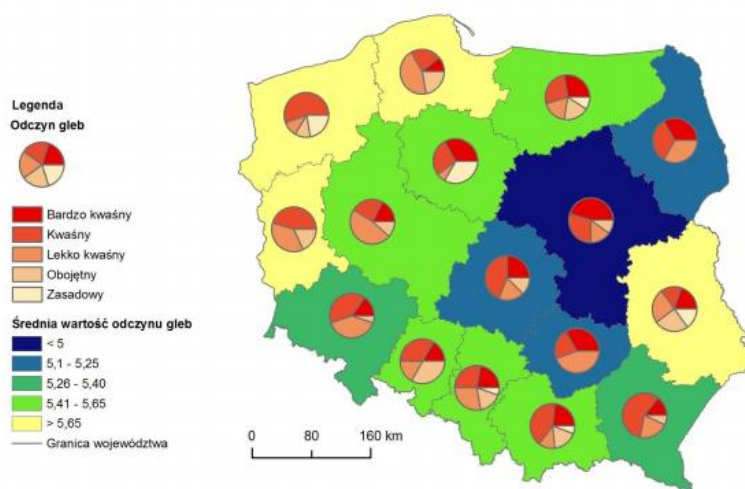 Legenda
Odczyn gleb
Bardzo kwaśny
Kwaśny
Lekko kwaśny
Obojętny
Zasadowy
Średnia wartość odczynu gleb
< 5
5,1 - 5,25
5,26 - 5,40
5,41 - 5,65
> 5,65
Granica województwa
0 80 160 km